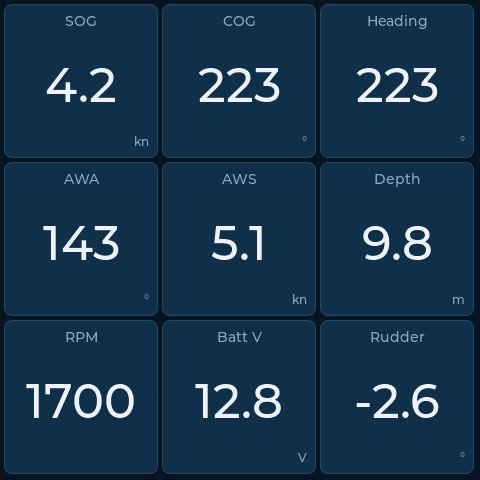 SOG
4.2
kn
COG
223
°
Heading
223
°
AWA
143
°
AWS
5.1
kn
Depth
9.8
m
RPM
1700
Batt V
12.8
V
Rudder
-2.6
°